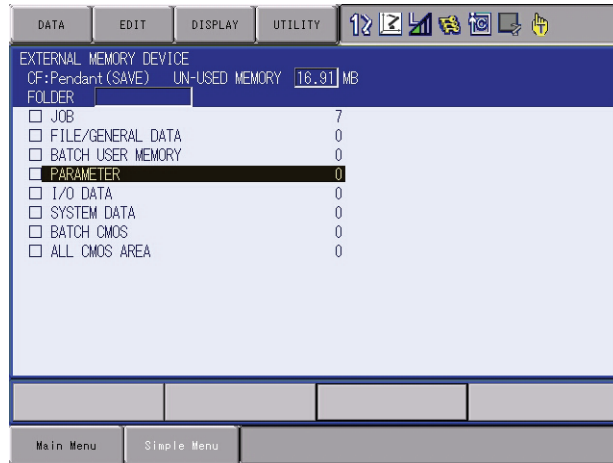 DATA EDIT DISPLAY UTILITY
EXTERNAL MEMORY DEVICE
CF:Pendant(SAVE) UN-USED MEMORY 16.91 MB
FOLDER
JOB 7
FILE/GENERAL DATA 0
BATCH USER MEMORY 0
PARAMETER 0
I/O DATA 0
SYSTEM DATA 0
BATCH CMOS 0
ALL CMOS AREA 0
Main Menu Simple Menu